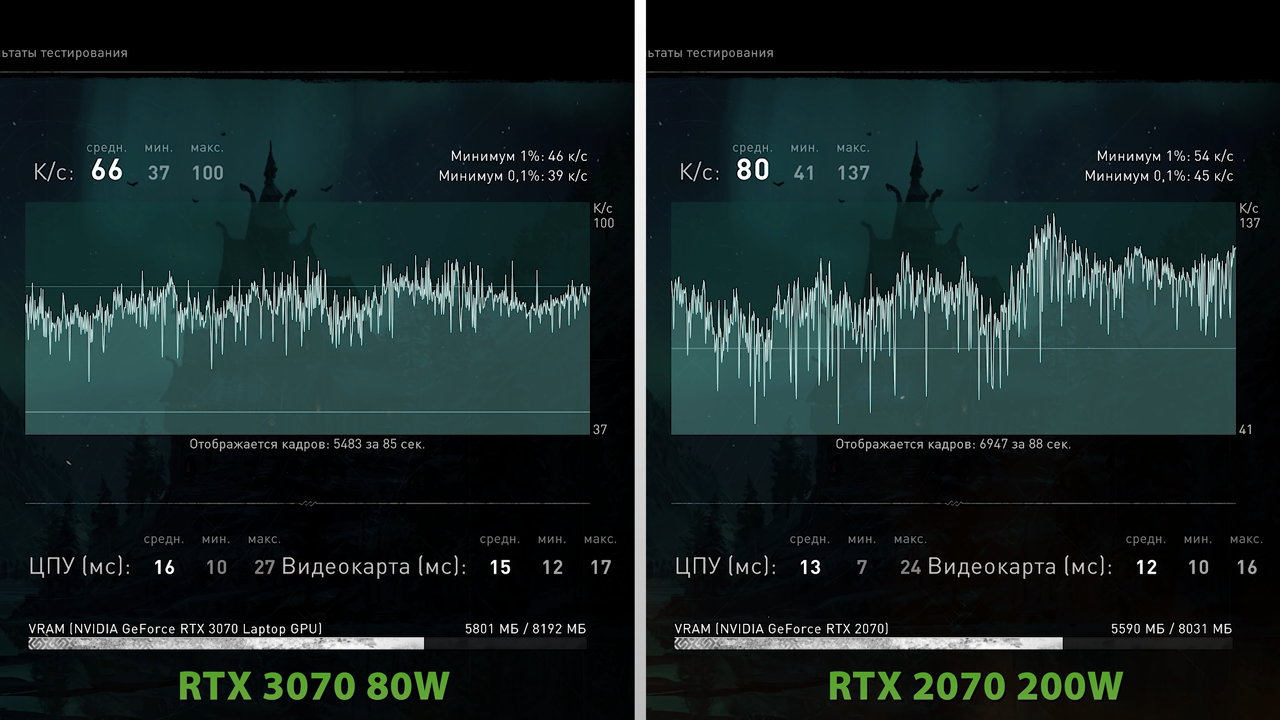 ьтаты тестирования
средн. мин. макс.
К/с: 66 37 100
Минимум 1%: 46 к/с
Минимум 0,1%: 39 к/с
К/с
100
37
Отображается кадров: 5483 за 85 сек.
средн. мин. макс. средн. мин. макс.
ЦПУ (мс): 16 10 27 Видеокарта (мс): 15 12 17
VRAM (NVIDIA GeForce RTX 3070 Laptop GPU) 5801 МБ / 8192 МБ
RTX 3070 80W
ьтаты тестирования
средн. мин. макс.
К/с: 80 41 137
Минимум 1%: 54 к/с
Минимум 0,1%: 45 к/с
К/с
137
41
Отображается кадров: 6947 за 88 сек.
средн. мин. макс. средн. мин. макс.
ЦПУ (мс): 13 7 24 Видеокарта (мс): 12 10 16
VRAM (NVIDIA GeForce RTX 2070) 5590 МБ / 8031 МБ
RTX 2070 200W